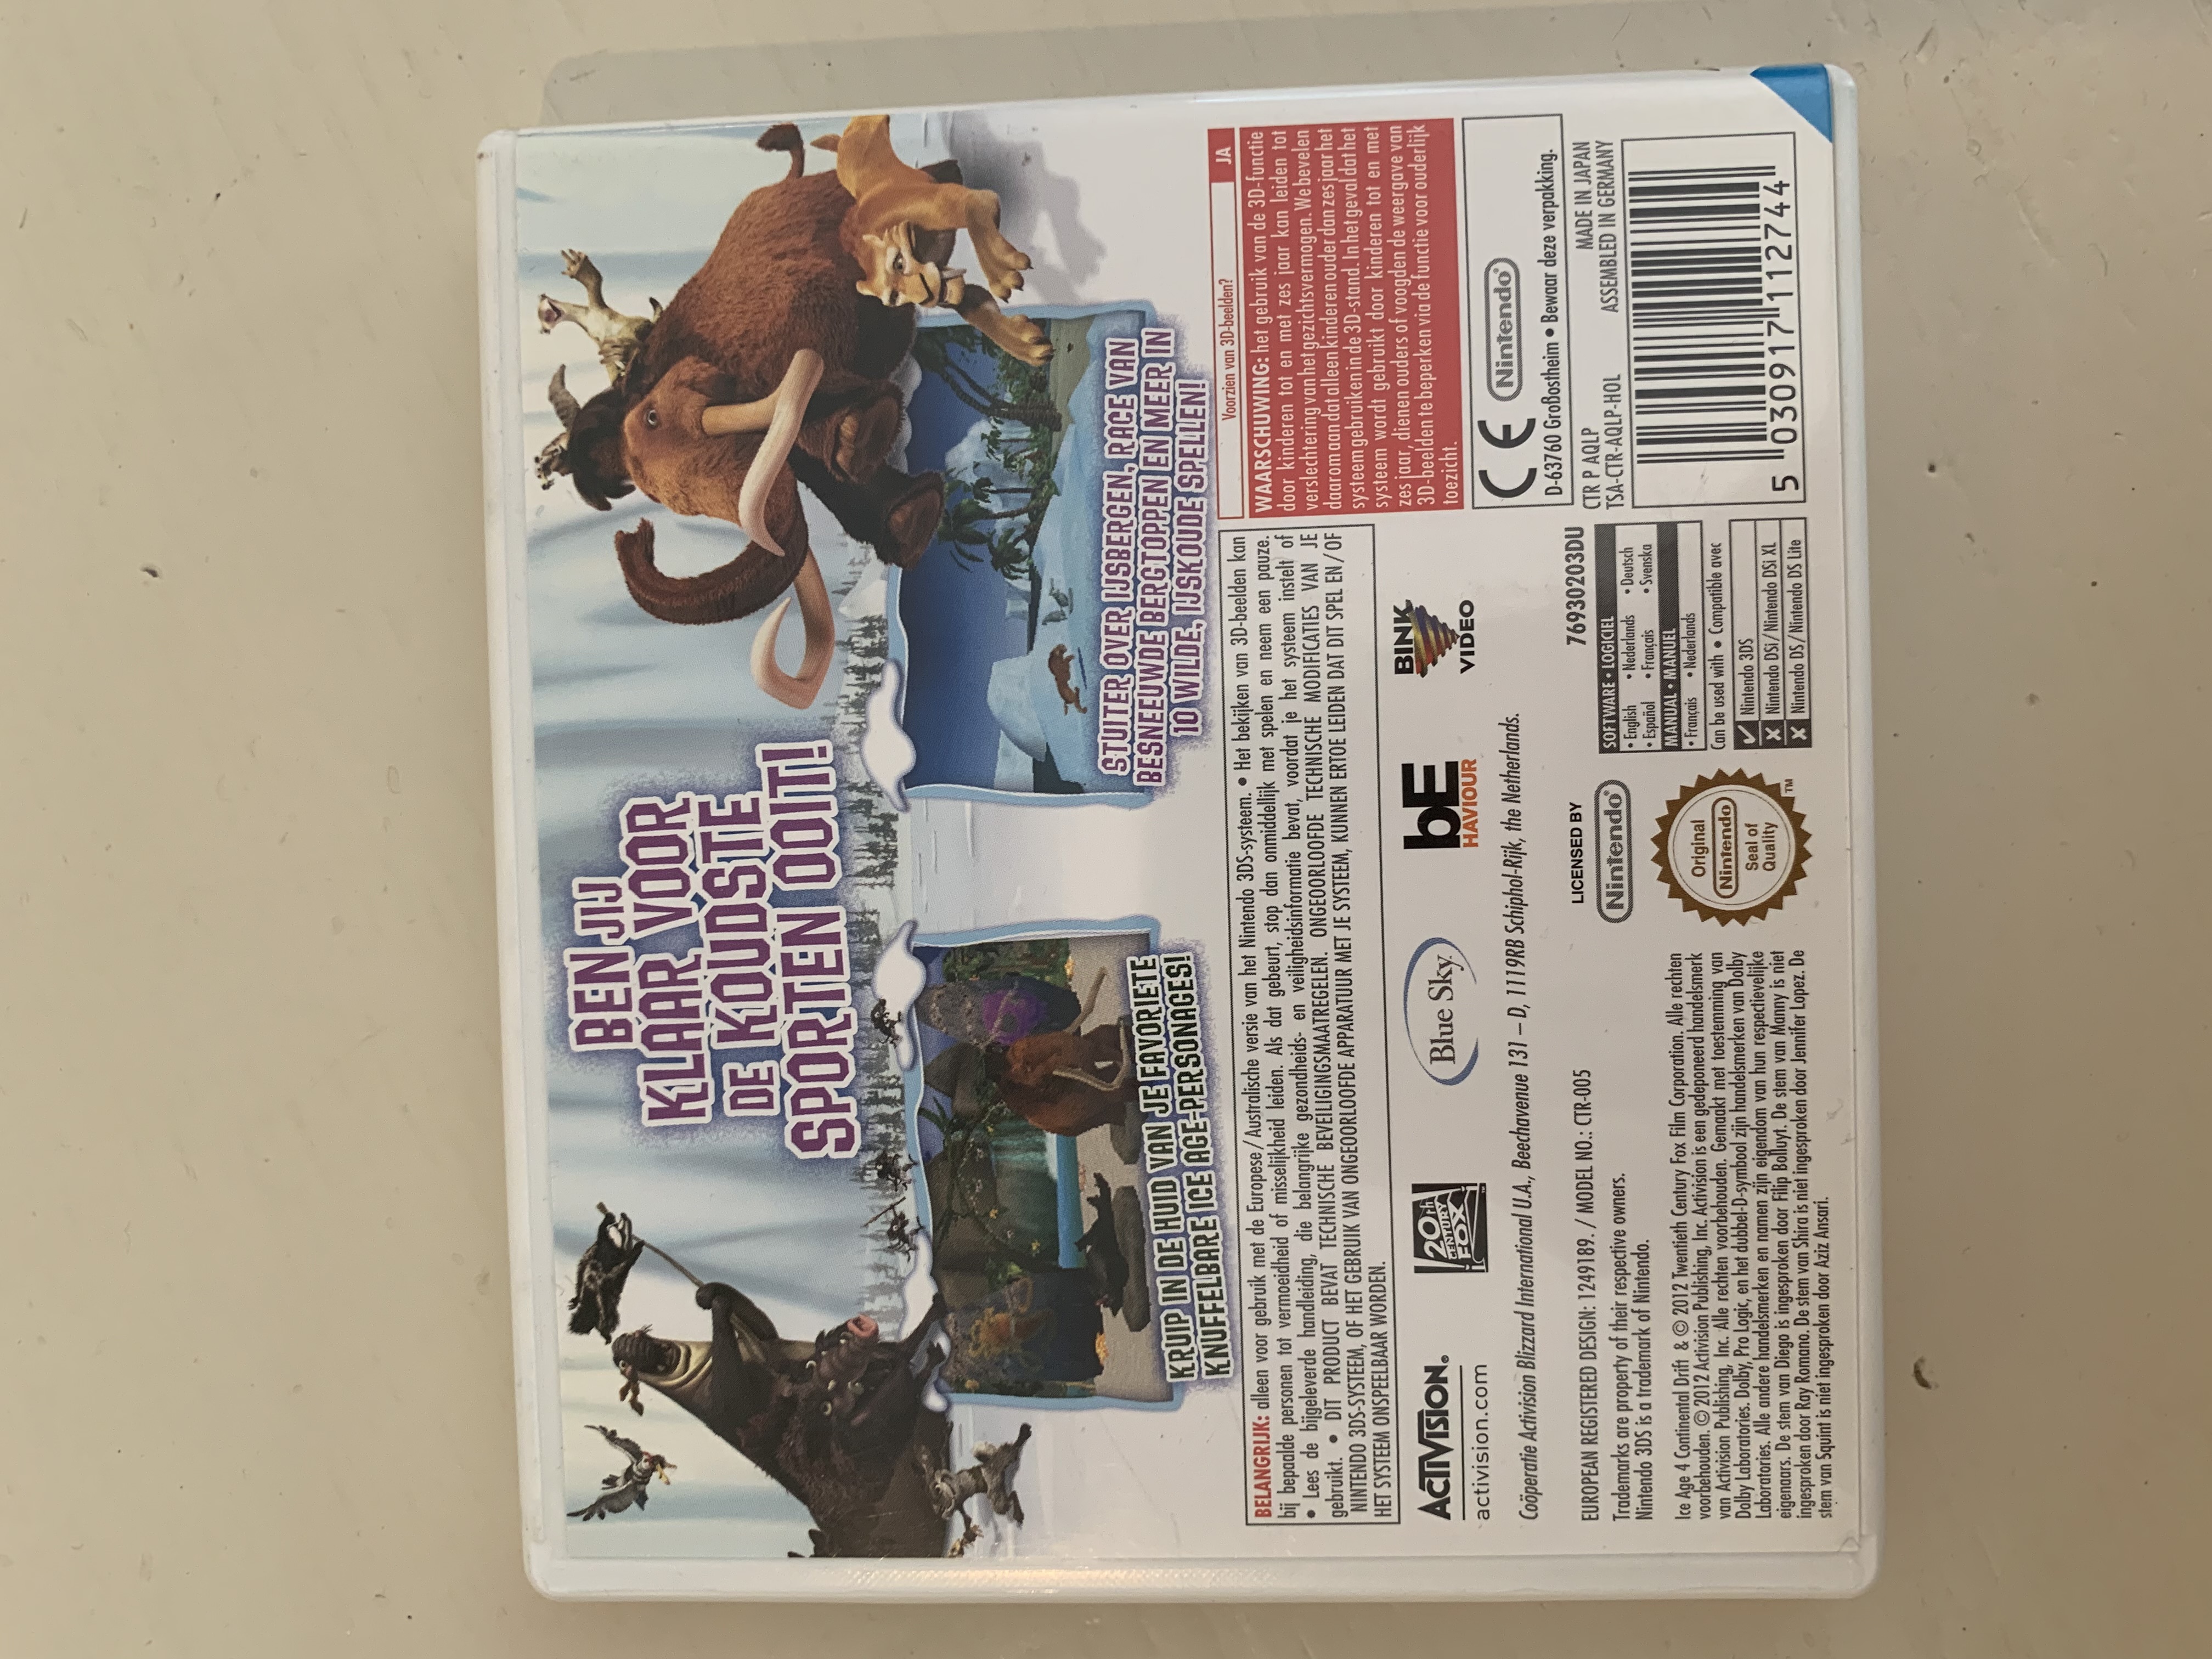 BEN JIJ
KLAAR VOOR
DE KOUDSTE
SPORTEN OOIT!
KRUIP IN DE HUID VAN JE FAVORIETE
KNUFFELBARE ICE AGE-PERSONAGES!
STUITER OVER IJSBERGEN, RACE VAN
BESNEEUWDE BERGTOPPEN EN MEER IN
10 WILDE, IJSKOUDE SPELLEN!
BELANGRIJK: alleen voor gebruik met de Europese/Australische versie van het Nintendo 3DS-systeem. • Het bekijken van 3D-beelden kan
bij bepaalde personen tot vermoeidheid of misselijkheid leiden. Als dat gebeurt, stop dan onmiddellijk met spelen en neem een pauze.
• Lees de bijgeleverde handleiding, die belangrijke gezondheids- en veiligheidsinformatie bevat, voordat je het systeem instelt of
gebruikt. • DIT PRODUCT BEVAT TECHNISCHE BEVEILIGINGSMAATREGELEN. ONGEOORLOOFDE TECHNISCHE MODIFICATIES VAN JE
NINTENDO 3DS-SYSTEEM, OF HET GEBRUIK VAN ONGEOORLOOFDE APPARATUUR MET JE SYSTEEM, KUNNEN ERTOE LEIDEN DAT DIT SPEL EN/OF
HET SYSTEEM ONSPEELBAAR WORDEN.
Voorzien van 3D-beelden? JA
WAARSCHUWING: het gebruik van de 3D-functie
door kinderen tot en met zes jaar kan leiden tot
verslechtering van het gezichtsvermogen. We bevelen
daarom aan dat alleen kinderen ouder dan zes jaar het
systeem gebruiken in de 3D-stand. In het geval dat het
systeem wordt gebruikt door kinderen tot en met
zes jaar, dienen ouders of voogden de weergave van
3D-beelden te beperken via de functie voor ouderlijk
toezicht.
ACTIVISION.
activision.com
20th
CENTURY
FOX
Blue Sky
bE
HAVIOUR
BINK
VIDEO
CE Nintendo
D-63760 Großostheim • Bewaar deze verpakking.
Coöperatie Activision Blizzard International U.A., Beechavenue 131 – D, 1119RB Schiphol-Rijk, the Netherlands.
EUROPEAN REGISTERED DESIGN: 1249189. / MODEL NO.: CTR-005
Trademarks are property of their respective owners.
Nintendo 3DS is a trademark of Nintendo.
Ice Age 4 Continental Drift & © 2012 Twentieth Century Fox Film Corporation. Alle rechten
voorbehouden. © 2012 Activision Publishing, Inc. Activision is een gedeponeerd handelsmerk
van Activision Publishing, Inc. Alle rechten voorbehouden. Gemaakt met toestemming van
Dolby Laboratories. Dolby, Pro Logic, en het dubbel-D-symbool zijn handelsmerken van Dolby
Laboratories. Alle andere handelsmerken en namen zijn eigendom van hun respectievelijke
eigenaars. De stem van Diego is ingesproken door Filip Bolluyt. De stem van Manny is niet
ingesproken door Ray Romano. De stem van Shira is niet ingesproken door Jennifer Lopez. De
stem van Squint is niet ingesproken door Aziz Ansari.
LICENSED BY
Nintendo®
Original
Nintendo
Seal of
Quality
TM
76930203DU
SOFTWARE • LOGICIEL
• English • Nederlands • Deutsch
• Español • Français • Svenska
MANUAL • MANUEL
• Français • Nederlands
Can be used with • Compatible avec
Nintendo 3DS
Nintendo DSi/Nintendo DSi XL
Nintendo DS/Nintendo DS Lite
CTR P AQLP
TSA-CTR-AQLP-HOL
MADE IN JAPAN
ASSEMBLED IN GERMANY
5 030917 112744